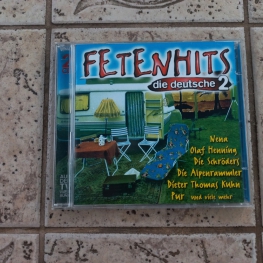 FETENHITS
die deutsche 2
Nena
Olaf Henning
Die Schröders
Die Alpenrammler
Dieter Thomas Kuhn
Pur und viele mehr